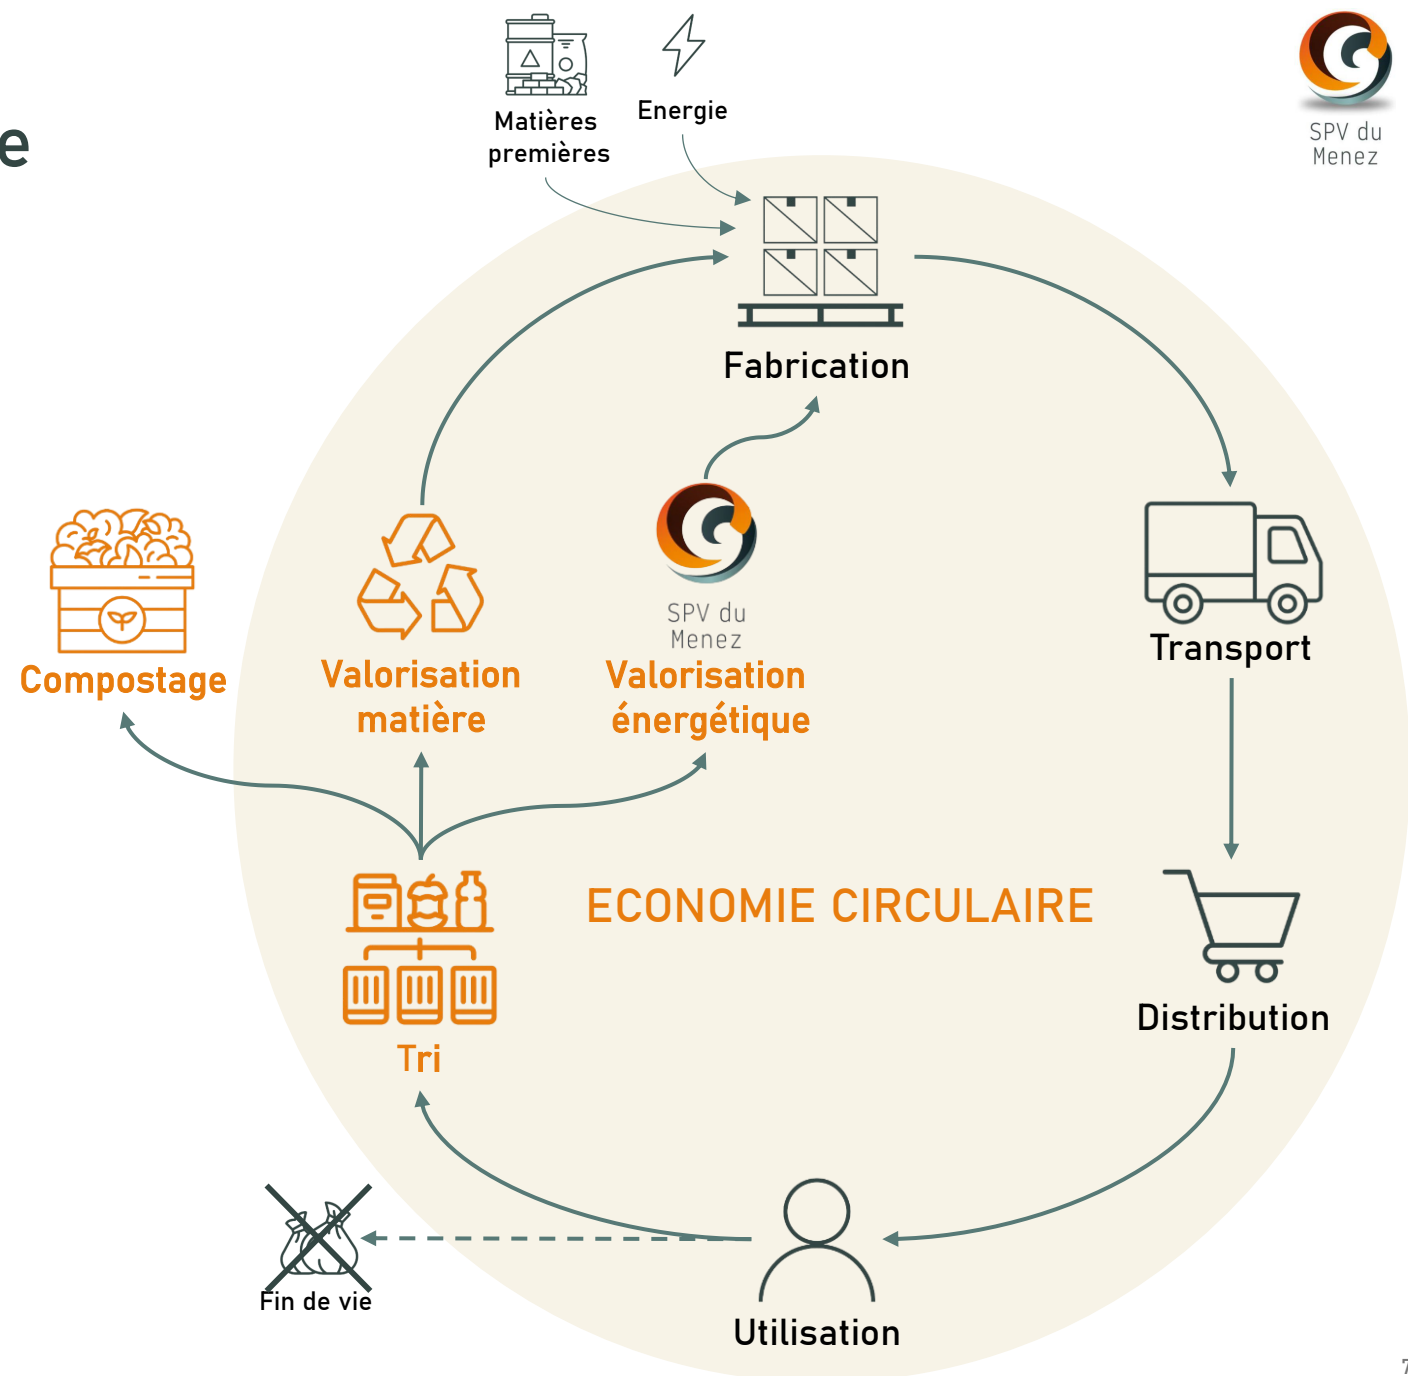 e
Matières
premières
Energie
SPV du
Menez
Fabrication
SPV du
Menez
Compostage
Valorisation
matière
Valorisation
énergétique
Transport
ECONOMIE CIRCULAIRE
Distribution
Tri
Fin de vie
Utilisation
7